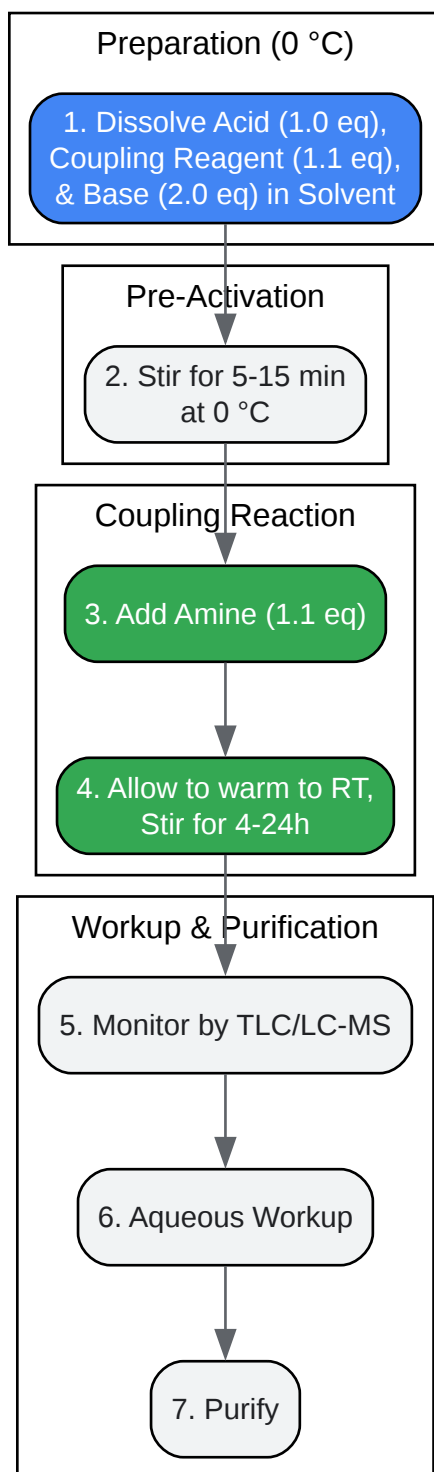 Preparation (0 °C)
1. Dissolve Acid (1.0 eq),
Coupling Reagent (1.1 eq),
& Base (2.0 eq) in Solvent
Pre-Activation
2. Stir for 5-15 min
at 0 °C
Coupling Reaction
3. Add Amine (1.1 eq)
4. Allow to warm to RT,
Stir for 4-24h
Workup & Purification
5. Monitor by TLC/LC-MS
6. Aqueous Workup
7. Purify